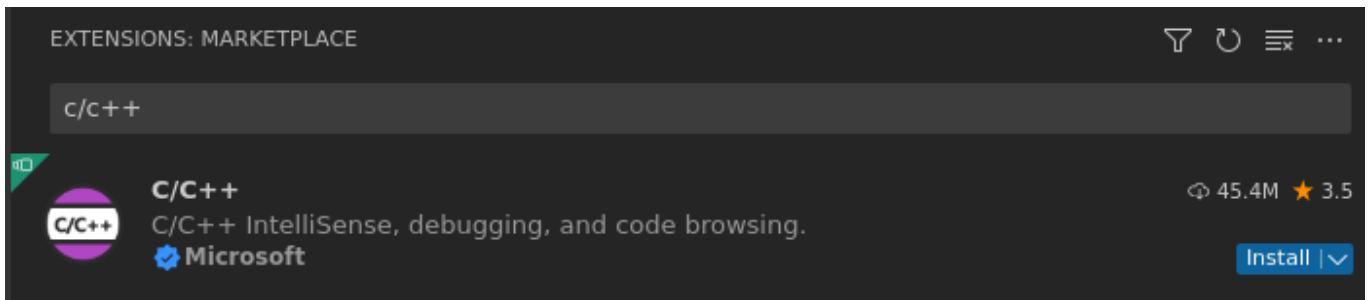 EXTENSIONS: MARKETPLACE
c/c++
C/C++ 45.4M 3.5
C/C++ C/C++ IntelliSense, debugging, and code browsing.
Microsoft Install